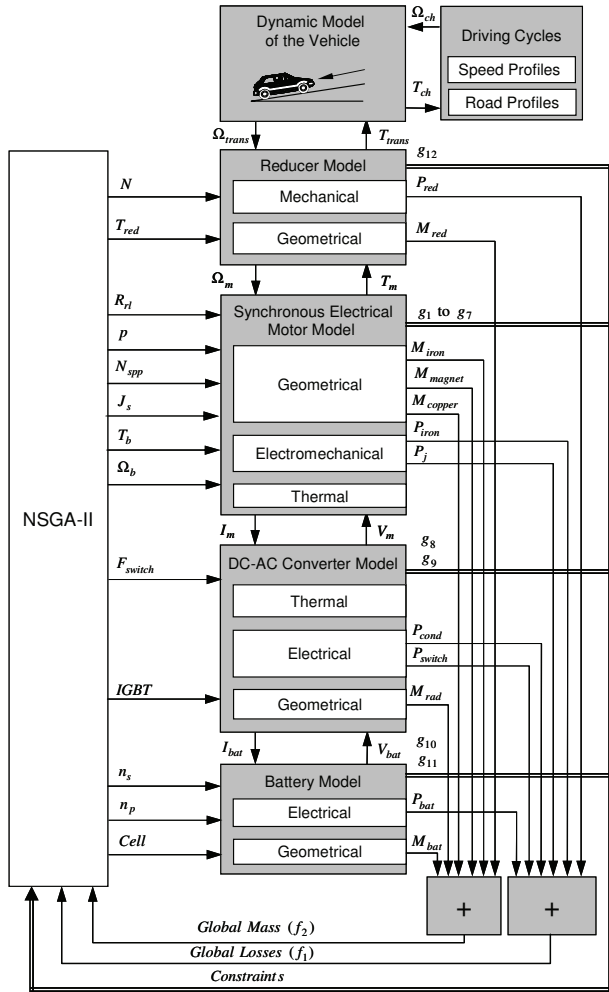 Dynamic Model
of the Vehicle
Ω_ch
T_ch
Driving Cycles
Speed Profiles
Road Profiles
Ω_trans
T_trans
Reducer Model
Mechanical
Geometrical
g_12
P_red
M_red
N
T_red
Ω_m
T_m
Synchronous Electrical
Motor Model
Geometrical
Electromechanical
Thermal
g_1 to g_7
M_iron
M_magnet
M_copper
P_iron
P_j
R_rl
p
N_spp
J_s
T_b
Ω_b
NSGA-II
I_m
V_m
DC-AC Converter Model
Thermal
Electrical
Geometrical
g_8
g_9
P_cond
P_switch
M_rad
F_switch
IGBT
I_bat
V_bat
Battery Model
Electrical
Geometrical
g_10
g_11
P_bat
M_bat
n_s
n_p
Cell
+
+
Global Mass (f_2)
Global Losses (f_1)
Constraints